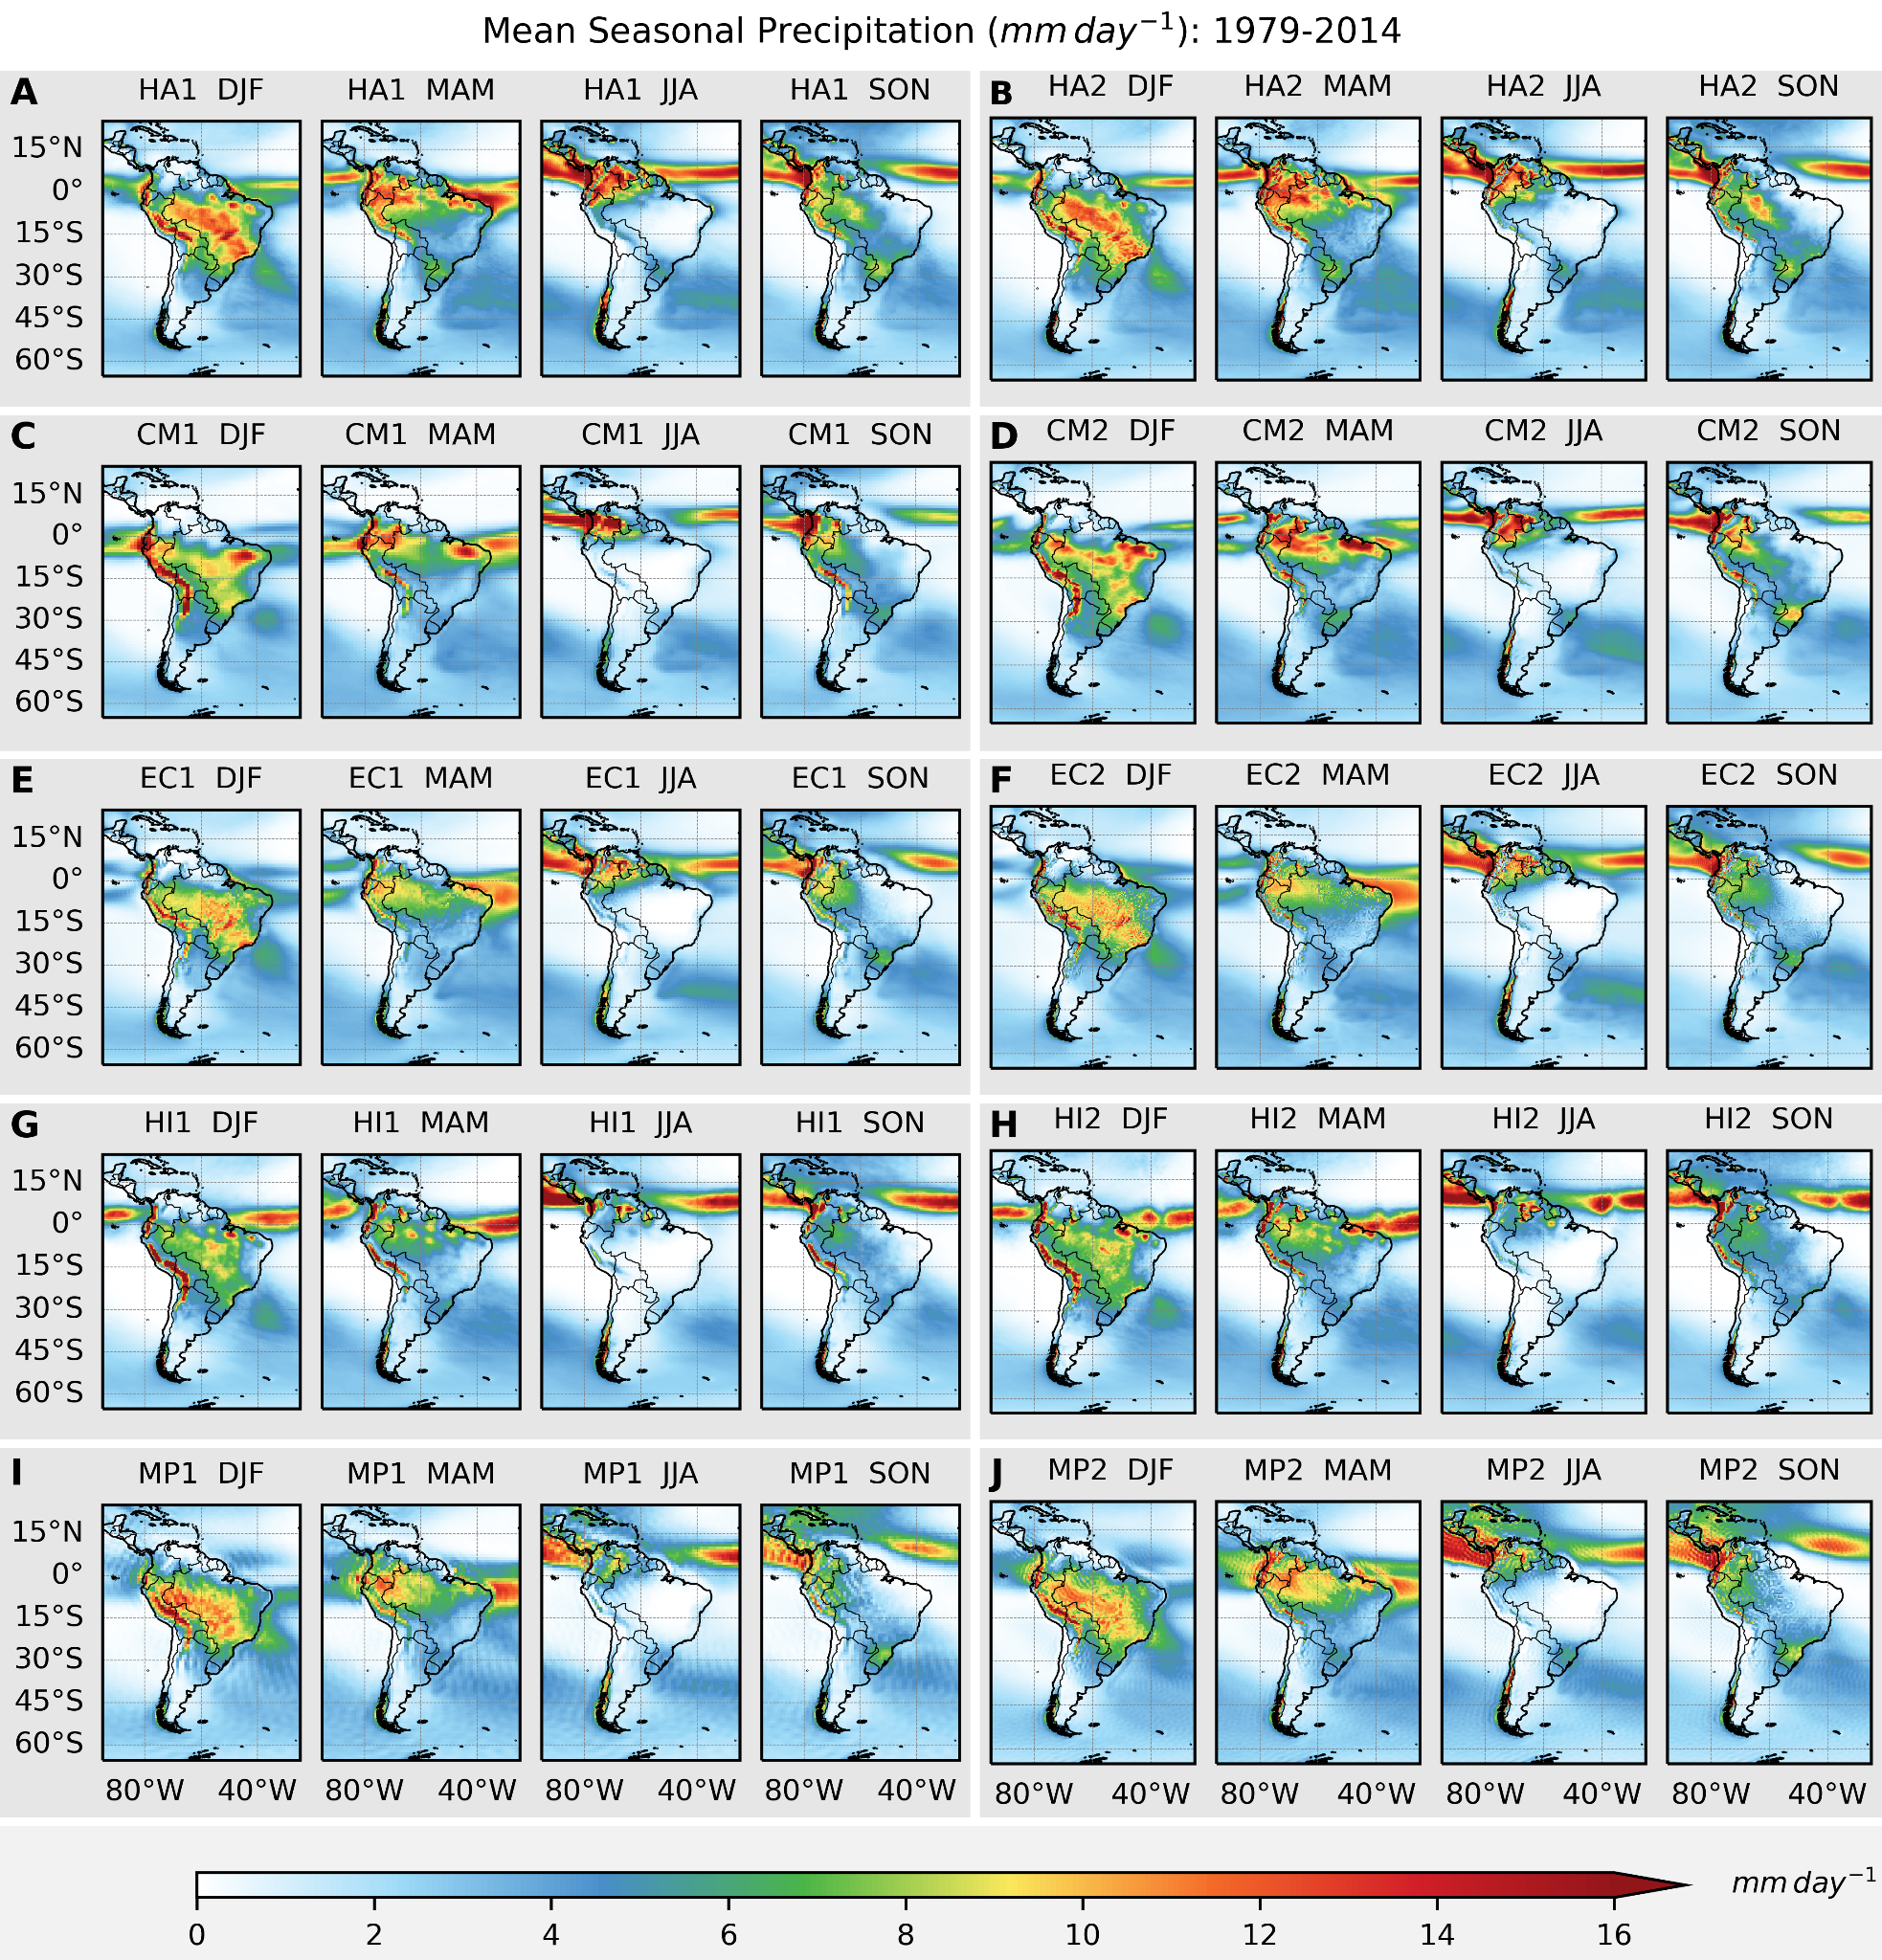 Mean Seasonal Precipitation (mm day⁻¹): 1979-2014
A HA1 DJF HA1 MAM HA1 JJA HA1 SON
B HA2 DJF HA2 MAM HA2 JJA HA2 SON
15°N
0°
15°S
30°S
45°S
60°S
C CM1 DJF CM1 MAM CM1 JJA CM1 SON
D CM2 DJF CM2 MAM CM2 JJA CM2 SON
15°N
0°
15°S
30°S
45°S
60°S
E EC1 DJF EC1 MAM EC1 JJA EC1 SON
F EC2 DJF EC2 MAM EC2 JJA EC2 SON
15°N
0°
15°S
30°S
45°S
60°S
G HI1 DJF HI1 MAM HI1 JJA HI1 SON
H HI2 DJF HI2 MAM HI2 JJA HI2 SON
15°N
0°
15°S
30°S
45°S
60°S
I MP1 DJF MP1 MAM MP1 JJA MP1 SON
J MP2 DJF MP2 MAM MP2 JJA MP2 SON
15°N
0°
15°S
30°S
45°S
60°S
80°W 40°W 80°W 40°W 80°W 40°W 80°W 40°W 80°W 40°W 80°W 40°W 80°W 40°W 80°W 40°W
mm day⁻¹
0 2 4 6 8 10 12 14 16